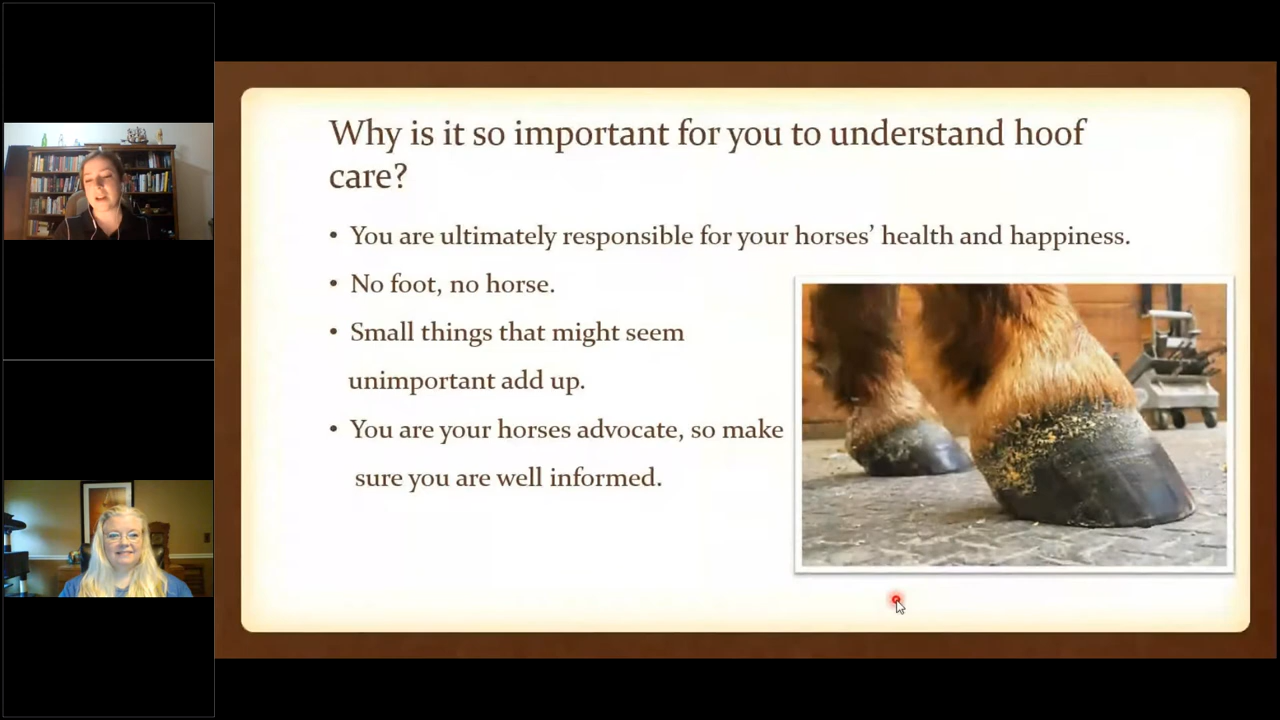 Why is it so important for you to understand hoof
care?
• You are ultimately responsible for your horses’ health and happiness.
• No foot, no horse.
• Small things that might seem
unimportant add up.
• You are your horses advocate, so make
sure you are well informed.